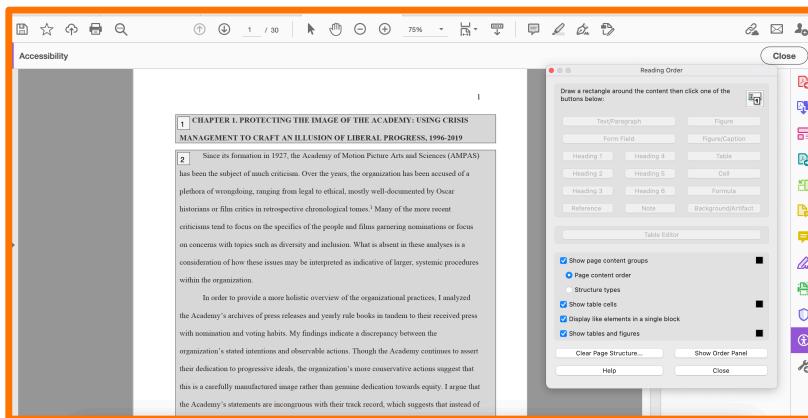 1 / 30
75%
Accessibility
Close
1
1 CHAPTER 1. PROTECTING THE IMAGE OF THE ACADEMY: USING CRISIS
MANAGEMENT TO CRAFT AN ILLUSION OF LIBERAL PROGRESS, 1996-2019
2 Since its formation in 1927, the Academy of Motion Picture Arts and Sciences (AMPAS)
has been the subject of much criticism. Over the years, the organization has been accused of a
plethora of wrongdoing, ranging from legal to ethical, mostly well-documented by Oscar
historians or film critics in retrospective chronological tomes.¹ Many of the more recent
criticisms tend to focus on the specifics of the people and films garnering nominations or focus
on concerns with topics such as diversity and inclusion. What is absent in these analyses is a
consideration of how these issues may be interpreted as indicative of larger, systemic procedures
within the organization.
In order to provide a more holistic overview of the organizational practices, I analyzed
the Academy's archives of press releases and yearly rule books in tandem to their received press
with nomination and voting habits. My findings indicate a discrepancy between the
organization's stated intentions and observable actions. Though the Academy continues to assert
their dedication to progressive ideals, the organization's more conservative actions suggest that
this is a carefully manufactured image rather than genuine dedication towards equity. I argue that
the Academy's statements are incongruous with their track record, which suggests that instead of
Reading Order
Draw a rectangle around the content then click one of the
buttons below:
Text/Paragraph Figure
Form Field Figure/Caption
Heading 1 Heading 4 Table
Heading 2 Heading 5 Cell
Heading 3 Heading 6 Formula
Reference Note Background/Artifact
Table Editor
Show page content groups
Page content order
Structure types
Show table cells
Display like elements in a single block
Show tables and figures
Clear Page Structure... Show Order Panel
Help Close